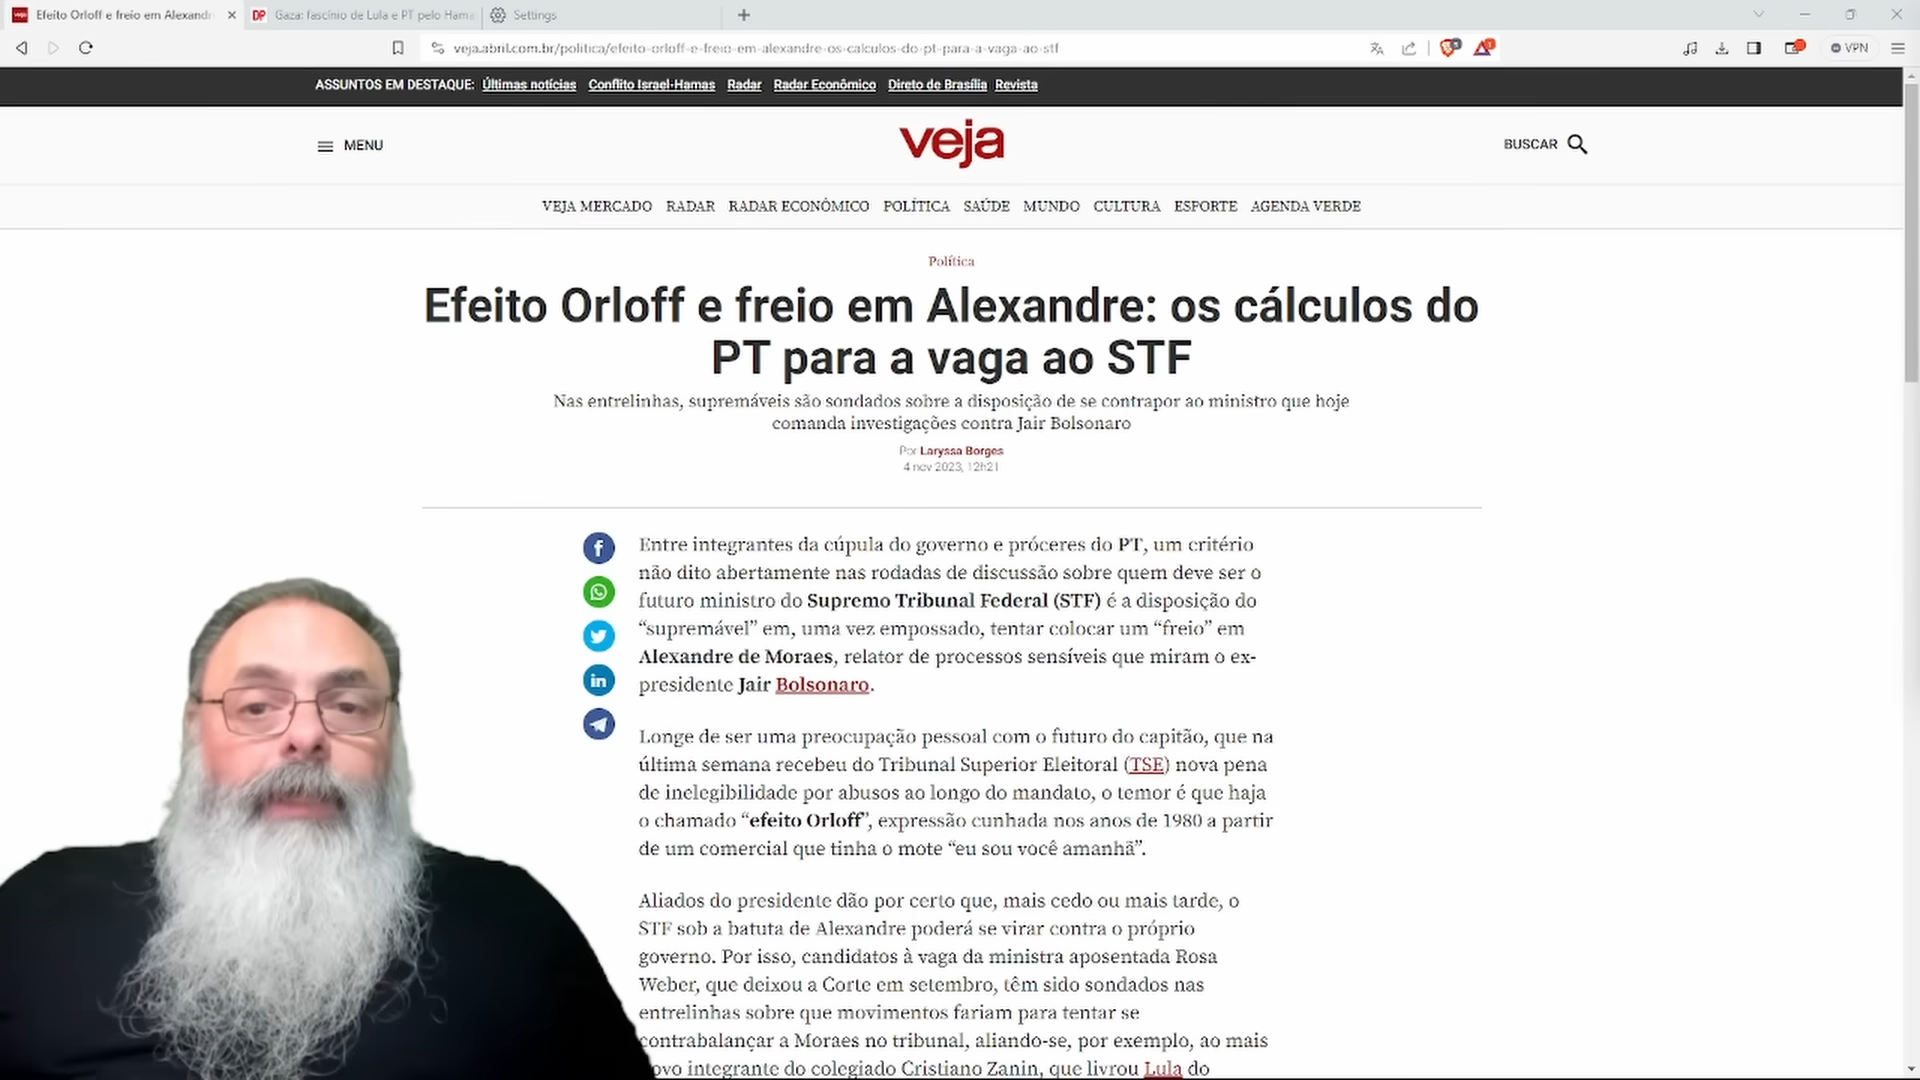 Efeito Orloff e freio em Alexandr
Gaza: fascínio de Lula e PT pelo Hama
Settings
veja.abril.com.br/politica/efeito-orloff-e-freio-em-alexandre-os-calculos-do-pt-para-a-vaga-ao-stf
VPN
ASSUNTOS EM DESTAQUE: Últimas notícias Conflito Israel-Hamas Radar Radar Econômico Direto de Brasília Revista
MENU
veja
BUSCAR
VEJA MERCADO RADAR RADAR ECONÔMICO POLÍTICA SAÚDE MUNDO CULTURA ESPORTE AGENDA VERDE
Política
Efeito Orloff e freio em Alexandre: os cálculos do
PT para a vaga ao STF
Nas entrelinhas, supremáveis são sondados sobre a disposição de se contrapor ao ministro que hoje
comanda investigações contra Jair Bolsonaro
Por Laryssa Borges
4 nov 2023, 12h21
Entre integrantes da cúpula do governo e próceres do PT, um critério
não dito abertamente nas rodadas de discussão sobre quem deve ser o
futuro ministro do Supremo Tribunal Federal (STF) é a disposição do
“supremável” em, uma vez empossado, tentar colocar um “freio” em
Alexandre de Moraes, relator de processos sensíveis que miram o ex-
presidente Jair Bolsonaro.
Longe de ser uma preocupação pessoal com o futuro do capitão, que na
última semana recebeu do Tribunal Superior Eleitoral (TSE) nova pena
de inelegibilidade por abusos ao longo do mandato, o temor é que haja
o chamado “efeito Orloff”, expressão cunhada nos anos de 1980 a partir
de um comercial que tinha o mote “eu sou você amanhã”.
Aliados do presidente dão por certo que, mais cedo ou mais tarde, o
STF sob a batuta de Alexandre poderá se virar contra o próprio
governo. Por isso, candidatos à vaga da ministra aposentada Rosa
Weber, que deixou a Corte em setembro, têm sido sondados nas
entrelinhas sobre que movimentos fariam para tentar se
contrabalançar a Moraes no tribunal, aliando-se, por exemplo, ao mais
ovo integrante do colegiado Cristiano Zanin, que livrou Lula do